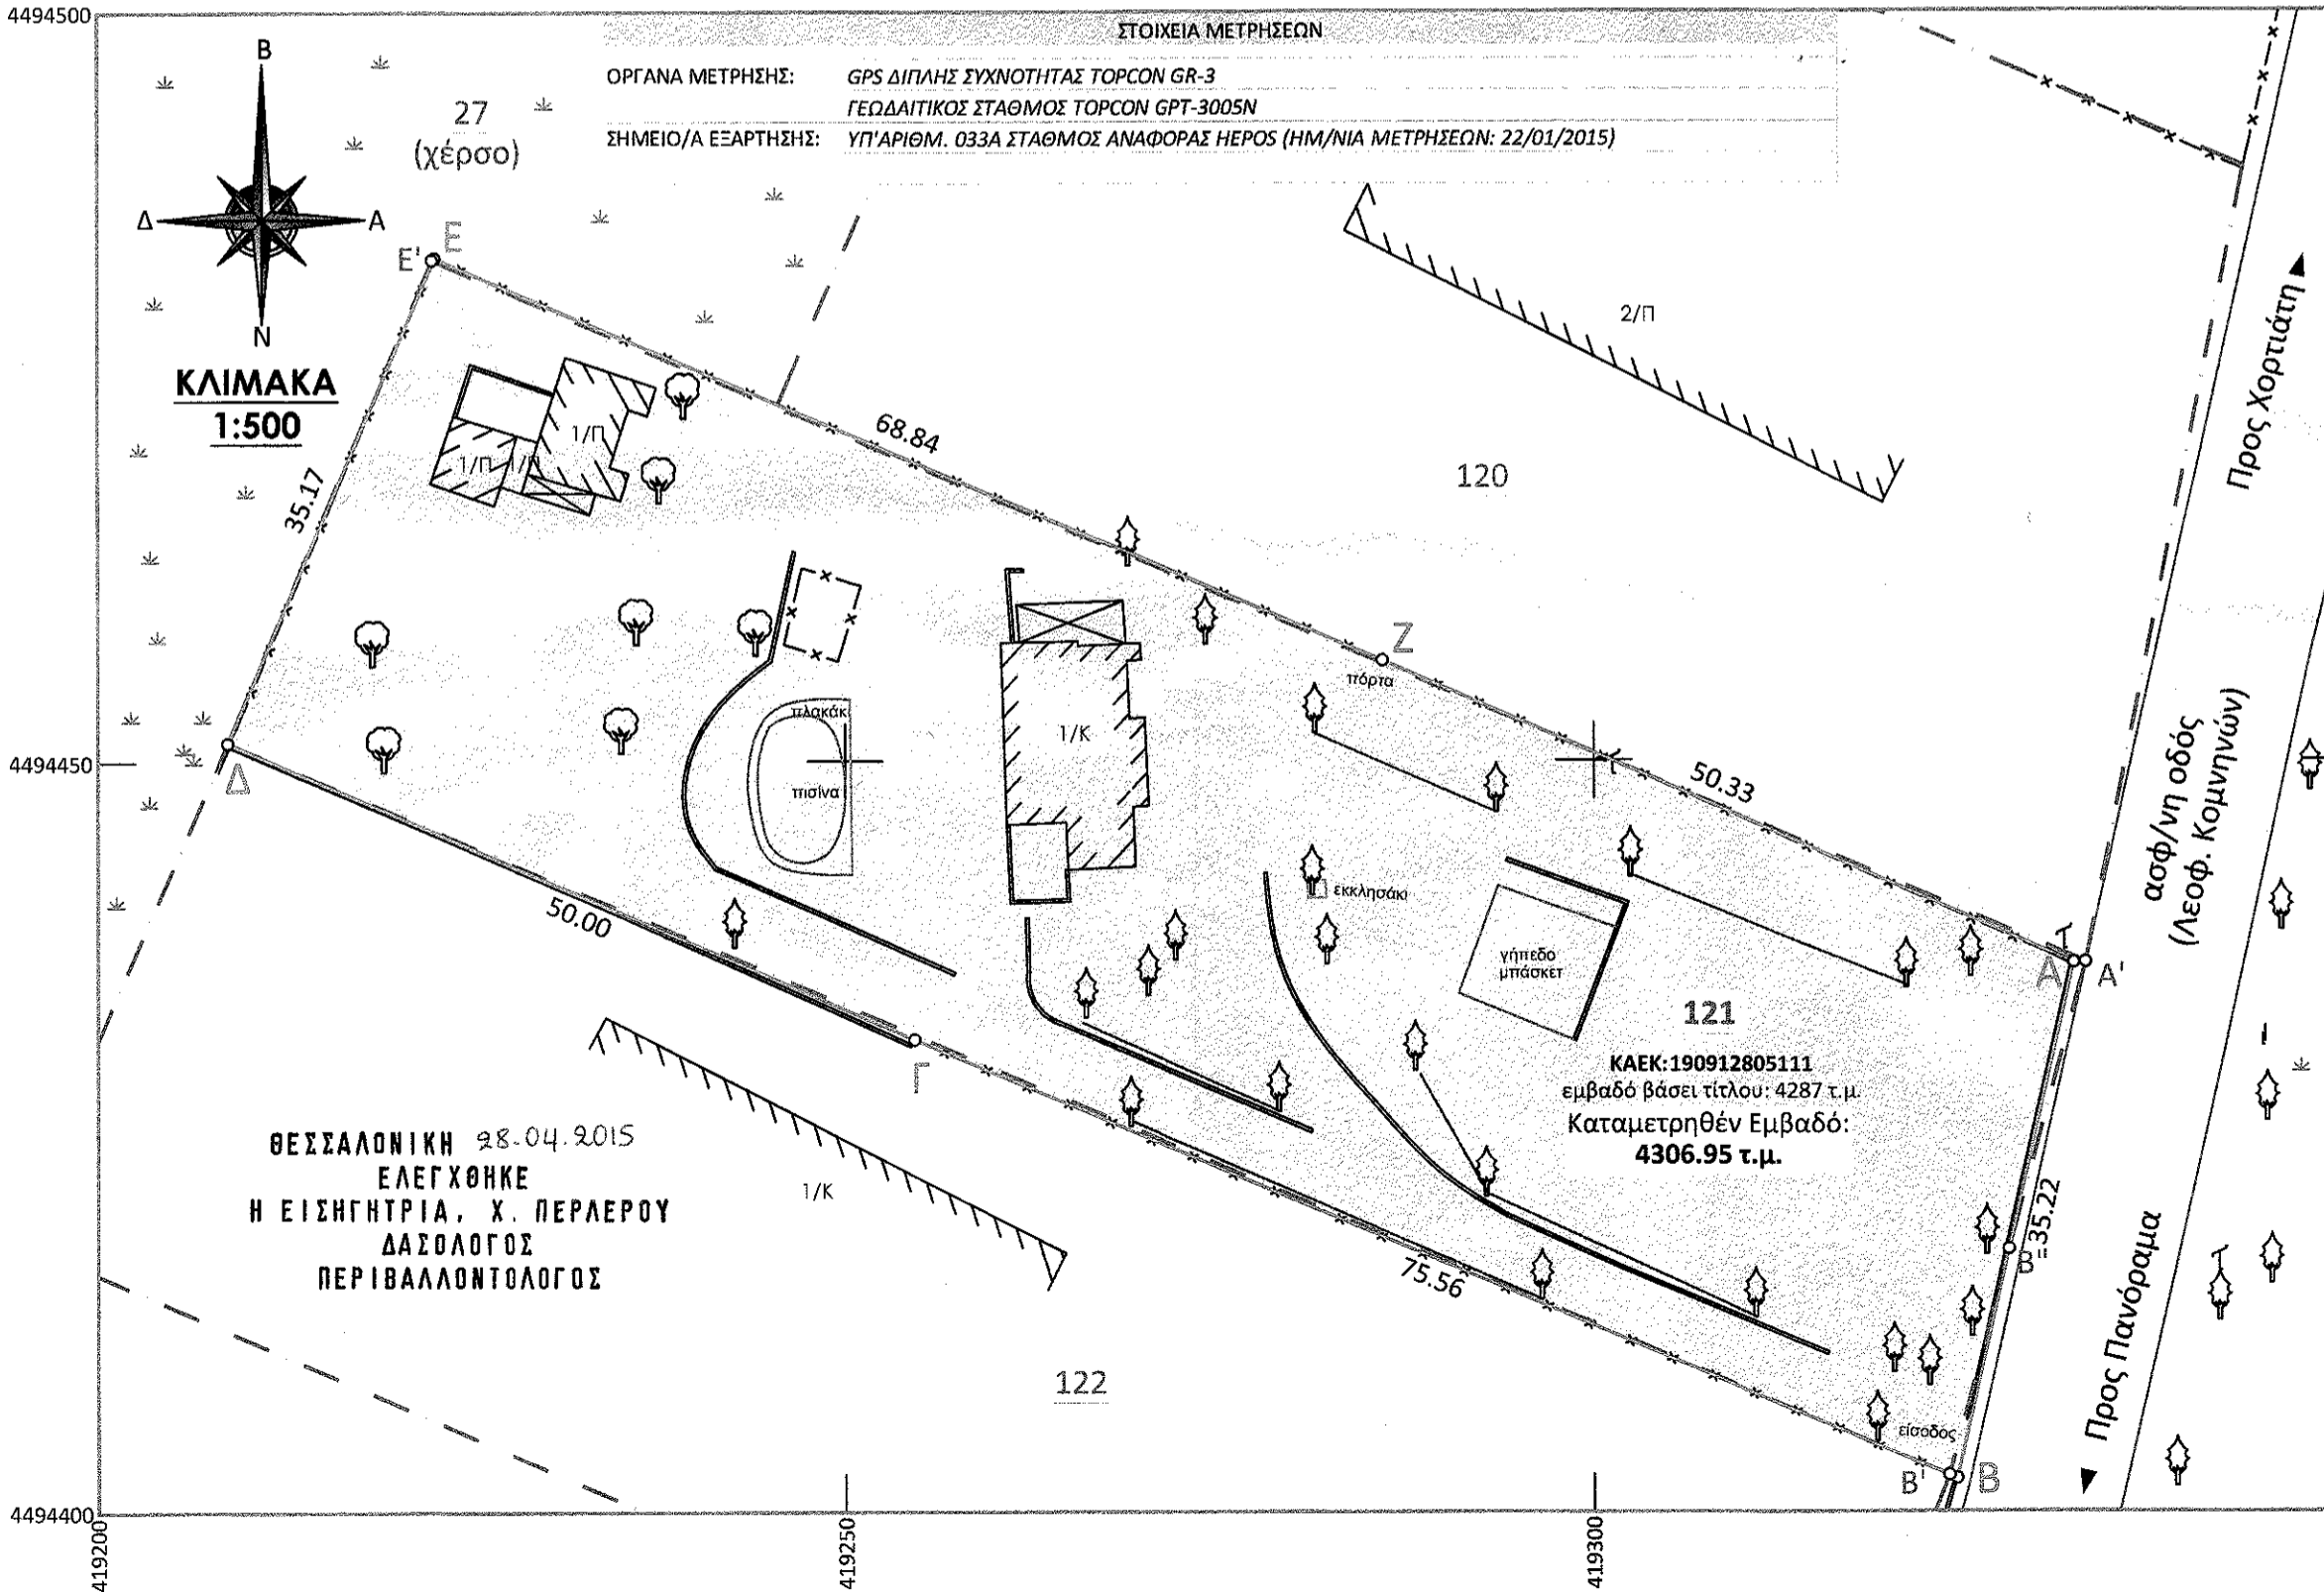 4494500
ΣΤΟΙΧΕΙΑ ΜΕΤΡΗΣΕΩΝ
ΟΡΓΑΝΑ ΜΕΤΡΗΣΗΣ: GPS ΔΙΠΛΗΣ ΣΥΧΝΟΤΗΤΑΣ TOPCON GR-3
ΓΕΩΔΑΙΤΙΚΟΣ ΣΤΑΘΜΟΣ TOPCON GPT-3005N
ΣΗΜΕΙΟ/Α ΕΞΑΡΤΗΣΗΣ: ΥΠ'ΑΡΙΘΜ. 033Α ΣΤΑΘΜΟΣ ΑΝΑΦΟΡΑΣ HEPOS (ΗΜ/ΝΙΑ ΜΕΤΡΗΣΕΩΝ: 22/01/2015)
Β
Δ
Α
Ν
27
(χέρσο)
Ε'
Ε
ΚΛΙΜΑΚΑ
1:500
2/Π
Προς Χορτιάτη
1/Π
1/Π
1/Π
68.84
120
35.17
Ζ
πόρτα
πλακάκ
1/Κ
4494450
Δ
πισίνα
50.33
ασφ/νη οδός
(Λεοφ. Κομνηνών)
50.00
εκκλησάκι
γήπεδο
μπάσκετ
Α
Α'
121
Γ
ΚΑΕΚ:190912805111
εμβαδό βάσει τίτλου: 4287 τ.μ.
Καταμετρηθέν Εμβαδό:
4306.95 τ.μ.
ΘΕΣΣΑΛΟΝΙΚΗ 28.04.2015
ΕΛΕΓΧΘΗΚΕ
Η ΕΙΣΗΓΗΤΡΙΑ, Χ. ΠΕΡΛΕΡΟΥ
ΔΑΣΟΛΟΓΟΣ
ΠΕΡΙΒΑΛΛΟΝΤΟΛΟΓΟΣ
1/Κ
35.22
Β"
75.56
Προς Πανόραμα
122
είσοδος
Β'
Β
4494400
419200
419250
419300